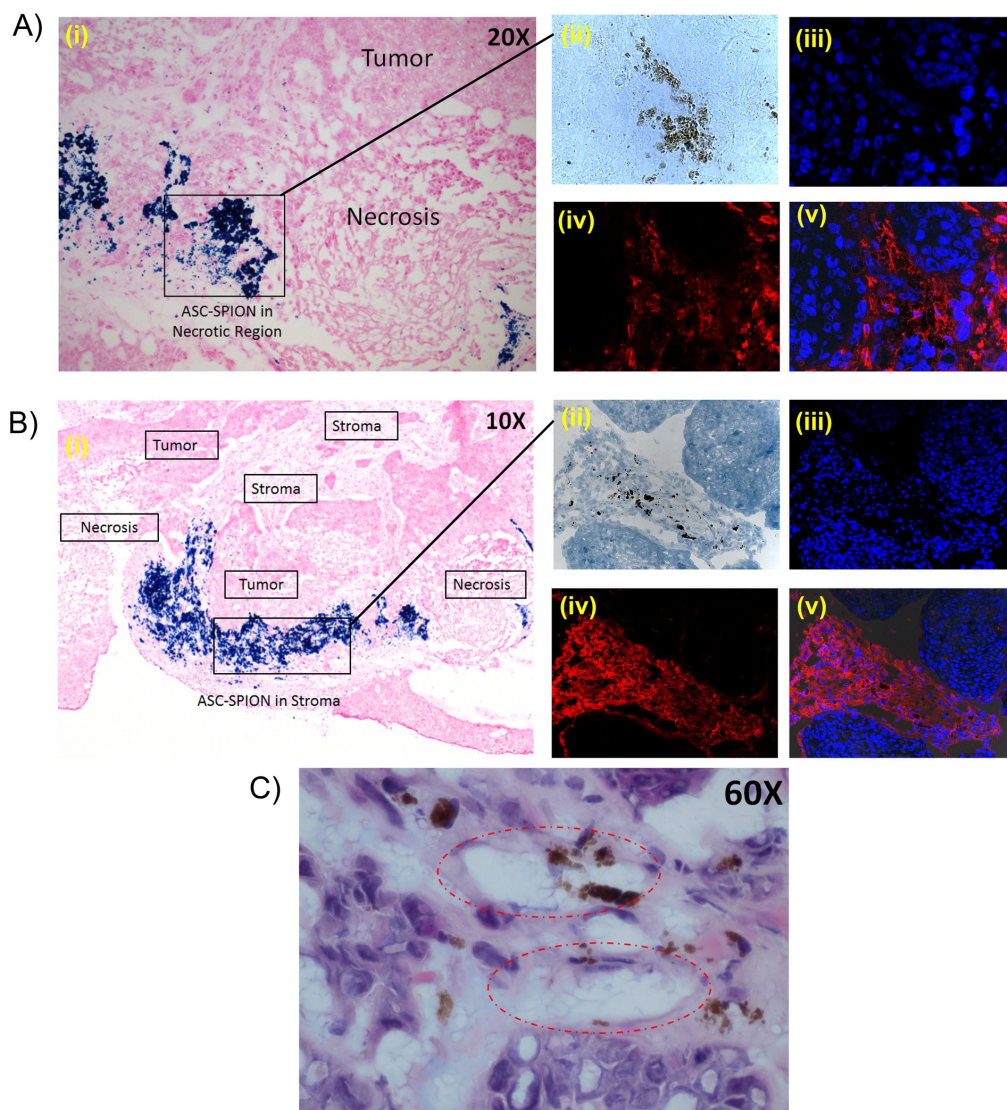 A)
(i)
20X
Tumor
Necrosis
ASC-SPION in
Necrotic Region
(ii)
(iii)
(iv)
(v)
B)
(i)
10X
Stroma
Tumor
Stroma
Necrosis
Tumor
Necrosis
ASC-SPION in Stroma
(ii)
(iii)
(iv)
(v)
C)
60X